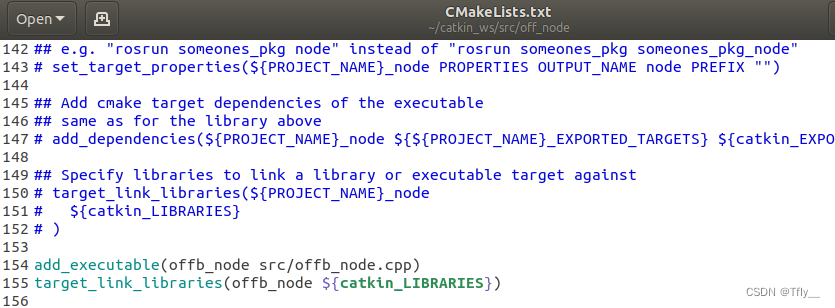 Open
CMakeLists.txt
~/catkin_ws/src/off_node
142 ## e.g. "rosrun someones_pkg node" instead of "rosrun someones_pkg someones_pkg_node"
143 # set_target_properties(${PROJECT_NAME}_node PROPERTIES OUTPUT_NAME node PREFIX "")
144
145 ## Add cmake target dependencies of the executable
146 ## same as for the library above
147 # add_dependencies(${PROJECT_NAME}_node ${${PROJECT_NAME}_EXPORTED_TARGETS} ${catkin_EXPO
148
149 ## Specify libraries to link a library or executable target against
150 # target_link_libraries(${PROJECT_NAME}_node
151 #   ${catkin_LIBRARIES}
152 # )
153
154 add_executable(offb_node src/offb_node.cpp)
155 target_link_libraries(offb_node ${catkin_LIBRARIES})
156
CSDN @Tfly__